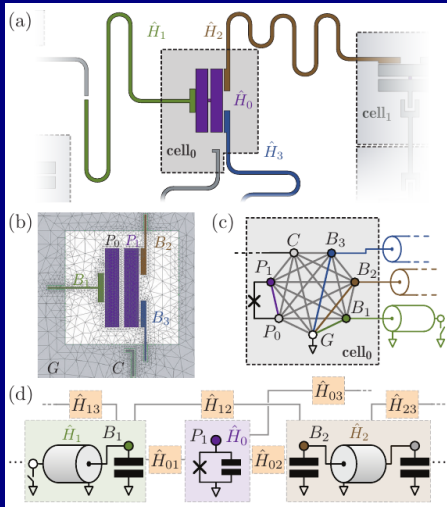 (a)
Ĥ₁ Ĥ₂
Ĥ₀
cell₀ Ĥ₃ cell₁
(b) P₀ P₁ B₂
B₁
B₃
G C
(c)
C B₃
P₁ B₂
P₀ B₁
G
cell₀
(d) Ĥ₀₃
Ĥ₁₃ Ĥ₁₂ Ĥ₂₃
Ĥ₁ B₁ P₁ Ĥ₀ B₂ Ĥ₂
... Ĥ₀₁ Ĥ₀₂ ...